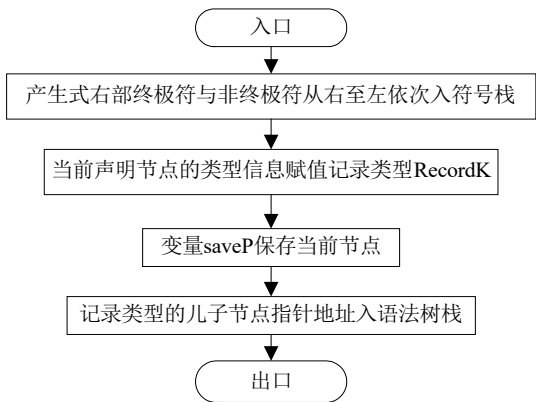 入口
产生式右部终极符与非终极符从右至左依次入符号栈
当前声明节点的类型信息赋值记录类型RecordK
变量saveP保存当前节点
记录类型的儿子节点指针地址入语法树栈
出口